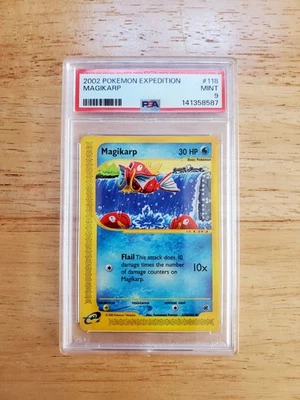 2002 POKEMON EXPEDITION #118
MAGIKARP MINT
9
PSA 141358587
Magikarp 30 HP
Basic Pokémon
Flail This attack does 10
damage times the number
of damage counters on
Magikarp.
10x
e